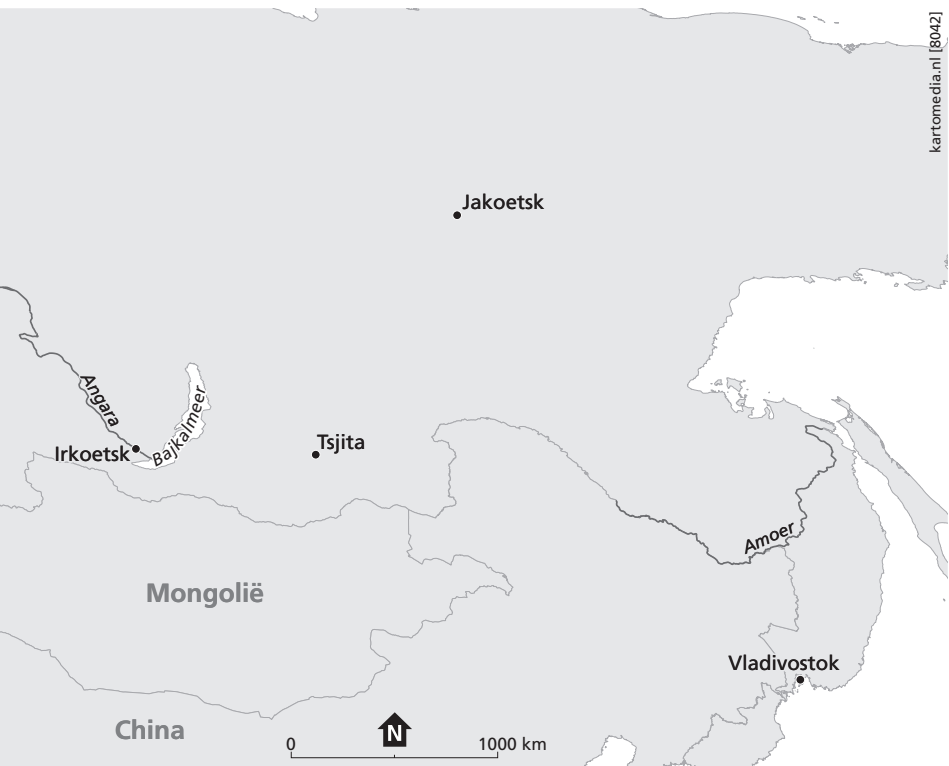 kartomedia.nl [8042]
Jakoetsk
Angara
Bajkalmeer
Irkoetsk
Tsjita
Amoer
Mongolië
Vladivostok
China
N
0 1000 km